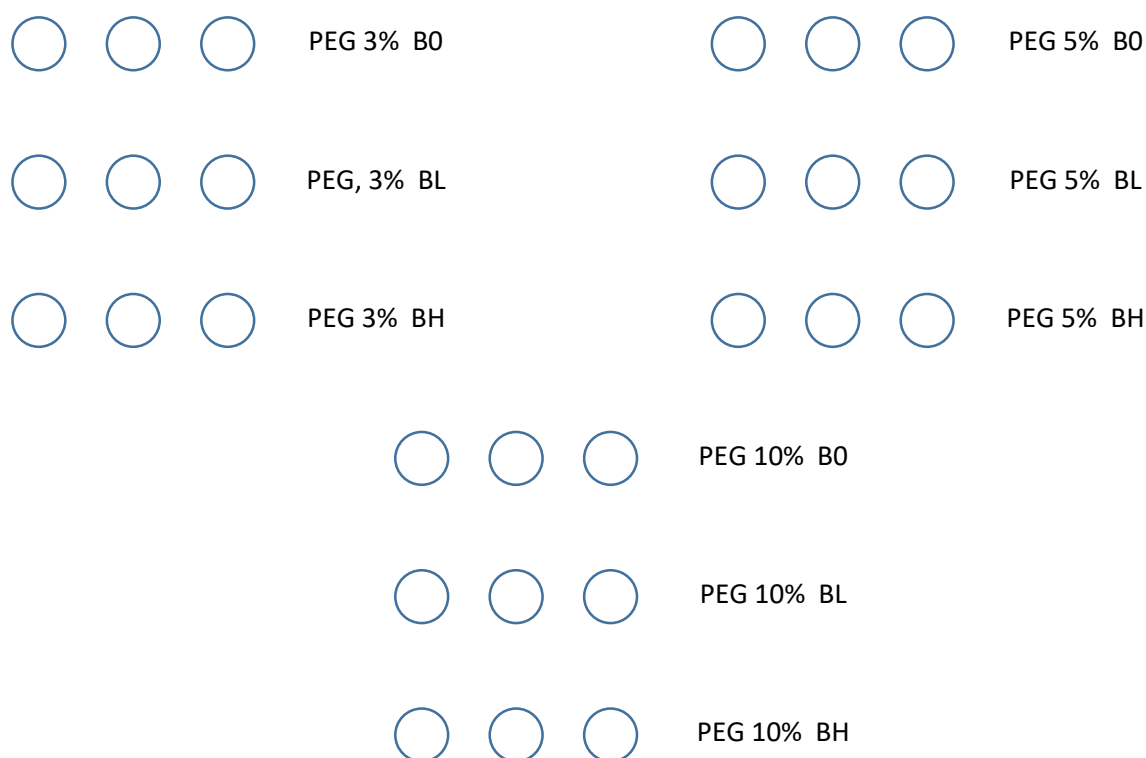 PEG 3%  B0
PEG 5%  B0
PEG, 3%  BL
PEG 5%  BL
PEG 3%  BH
PEG 5%  BH
PEG 10%  B0
PEG 10%  BL
PEG 10%  BH